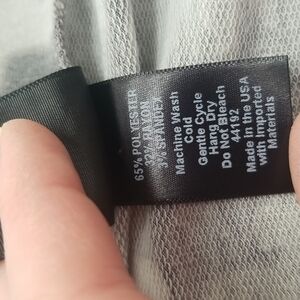 65% POLYESTER
32% RAYON
3% SPANDEX
Machine Wash
Cold
Gentle Cycle
Hang Dry
Do Not Bleach
44192
Made in the USA
with Imported
Materials